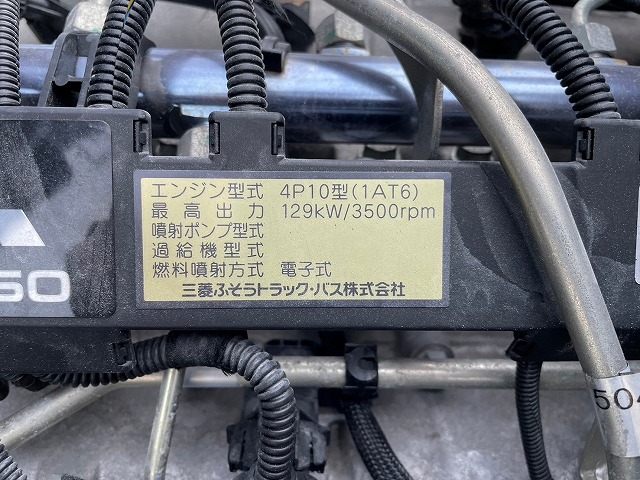 エンジン型式 4P10型(1AT6)
最高出力 129kW/3500rpm
噴射ポンプ型式
過給機型式
燃料噴射方式 電子式
三菱ふそうトラック・バス株式会社
50
504